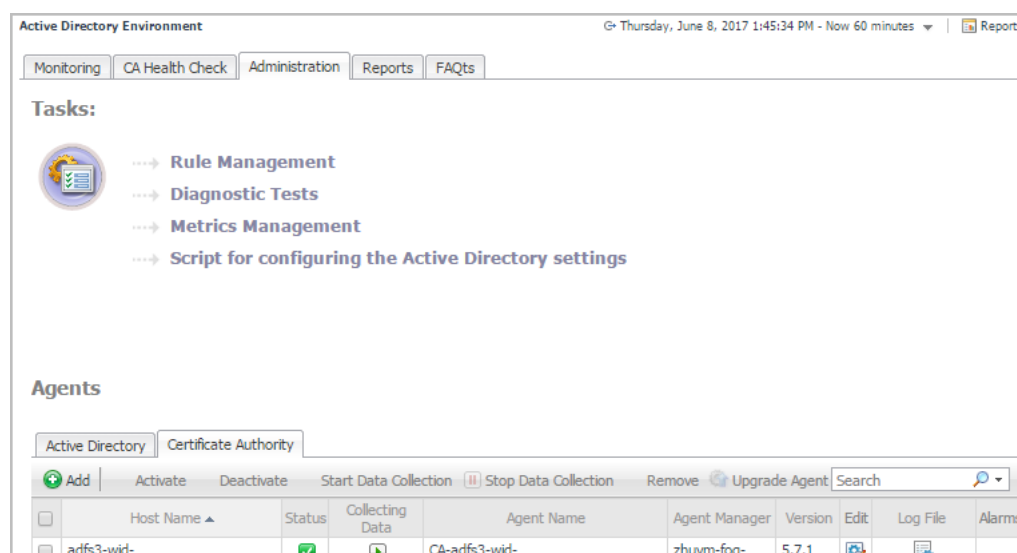 Active Directory Environment Thursday, June 8, 2017 1:45:34 PM - Now 60 minutes Report
Monitoring CA Health Check Administration Reports FAQts
Tasks:
Rule Management
Diagnostic Tests
Metrics Management
Script for configuring the Active Directory settings
Agents
Active Directory Certificate Authority
Add Activate Deactivate Start Data Collection Stop Data Collection Remove Upgrade Agent Search
Host Name Status Collecting Data Agent Name Agent Manager Version Edit Log File Alarms
adfs3-wid- CA-adfs3-wid- zhuvm-fog- 5.7.1